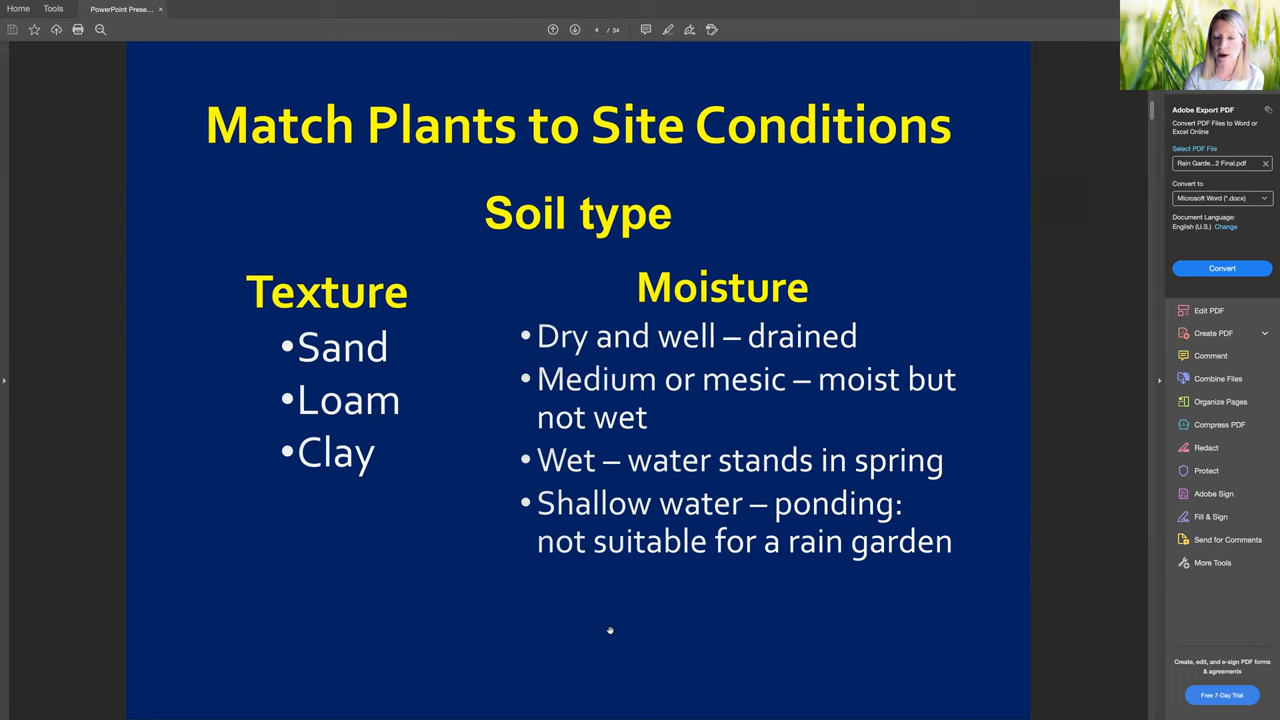 Home
Tools
PowerPoint Prese... ×
4 / 34
Match Plants to Site Conditions
Soil type
Texture
•Sand
•Loam
•Clay
Moisture
•Dry and well – drained
•Medium or mesic – moist but
not wet
•Wet – water stands in spring
•Shallow water – ponding:
not suitable for a rain garden
Adobe Export PDF
Convert PDF Files to Word or
Excel Online
Select PDF File
Rain Garde...2 Final.pdf ×
Convert to
Microsoft Word (*.docx)
Document Language:
English (U.S.) Change
Convert
Edit PDF
Create PDF
Comment
Combine Files
Organize Pages
Compress PDF
Redact
Protect
Adobe Sign
Fill & Sign
Send for Comments
More Tools
Create, edit, and e-sign PDF forms
& agreements
Free 7-Day Trial